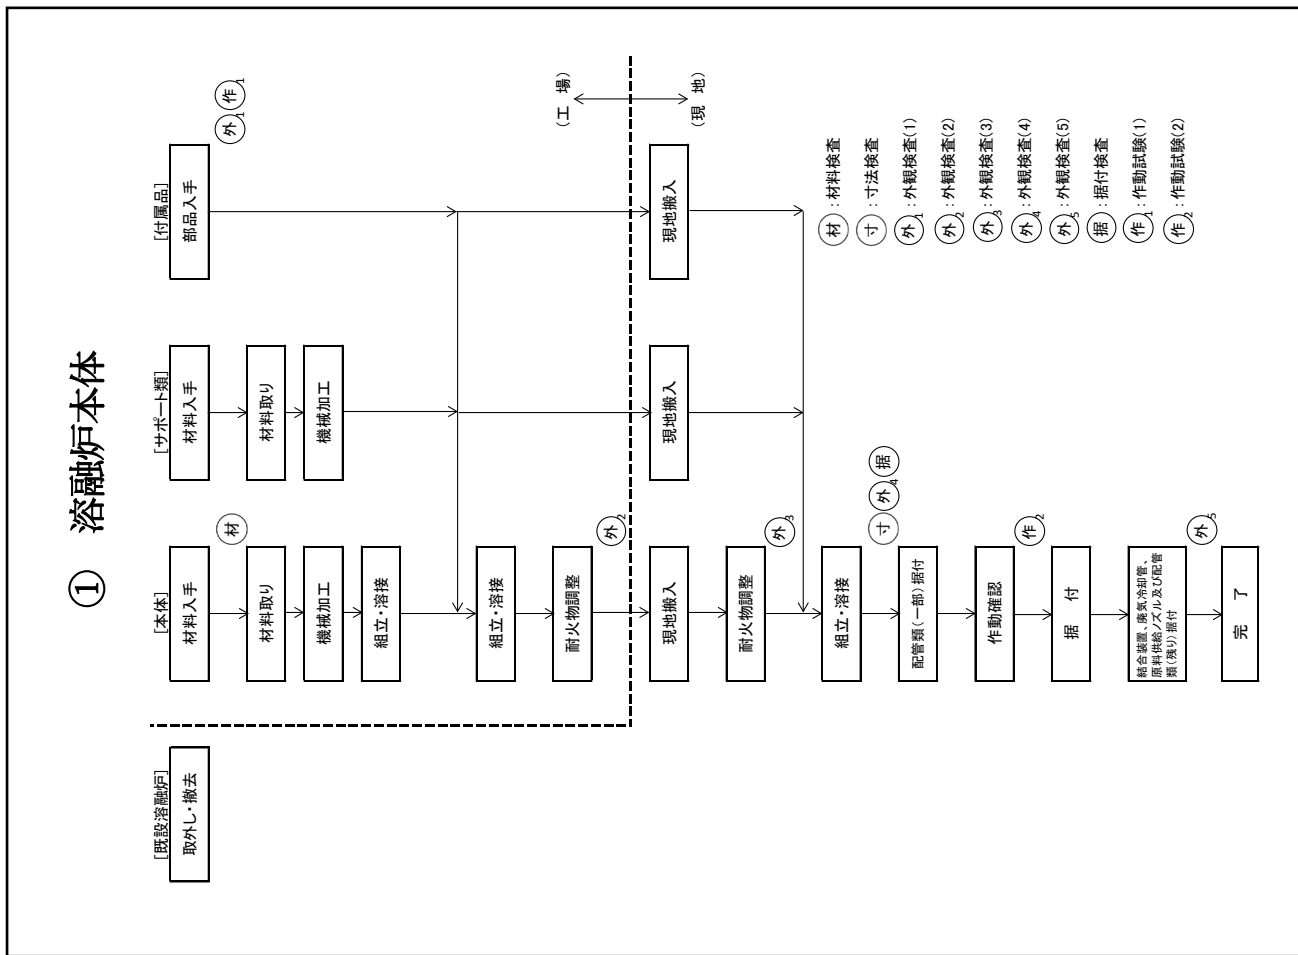 ① 溶融炉本体
[既設溶融炉]
取外し・撤去
[本体]
材料入手
材
材料取り
機械加工
組立・溶接
組立・溶接
耐火物調整
外2
現地搬入
耐火物調整
外3
組立・溶接
寸 外4 据
配管類(一部)据付
作動確認
作2
据 付
結合装置、廃気冷却管、
原料供給ノズル及び配管
類(残り)据付
外5
完 了
[サポート類]
材料入手
材料取り
機械加工
現地搬入
[付属品]
部品入手
外1 作1
現地搬入
(工 場)
(現 地)
材 : 材料検査
寸 : 寸法検査
外1 : 外観検査(1)
外2 : 外観検査(2)
外3 : 外観検査(3)
外4 : 外観検査(4)
外5 : 外観検査(5)
据 : 据付検査
作1 : 作動試験(1)
作2 : 作動試験(2)